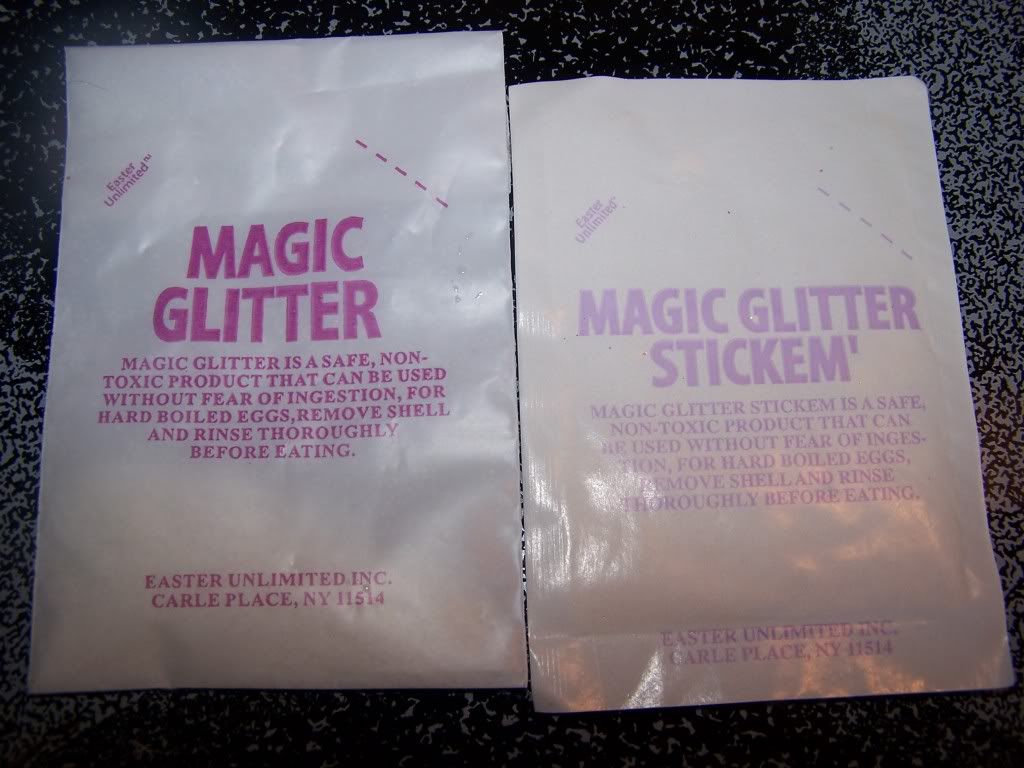 Easter
Unlimited™
MAGIC
GLITTER
MAGIC GLITTER IS A SAFE, NON-
TOXIC PRODUCT THAT CAN BE USED
WITHOUT FEAR OF INGESTION, FOR
HARD BOILED EGGS,REMOVE SHELL
AND RINSE THOROUGHLY
BEFORE EATING.
EASTER UNLIMITED INC.
CARLE PLACE, NY 11514
Easter
Unlimited™
MAGIC GLITTER
STICKEM'
MAGIC GLITTER STICKEM IS A SAFE,
NON-TOXIC PRODUCT THAT CAN
BE USED WITHOUT FEAR OF INGES-
TION, FOR HARD BOILED EGGS,
REMOVE SHELL AND RINSE
THOROUGHLY BEFORE EATING.
EASTER UNLIMITED INC.
CARLE PLACE, NY 11514